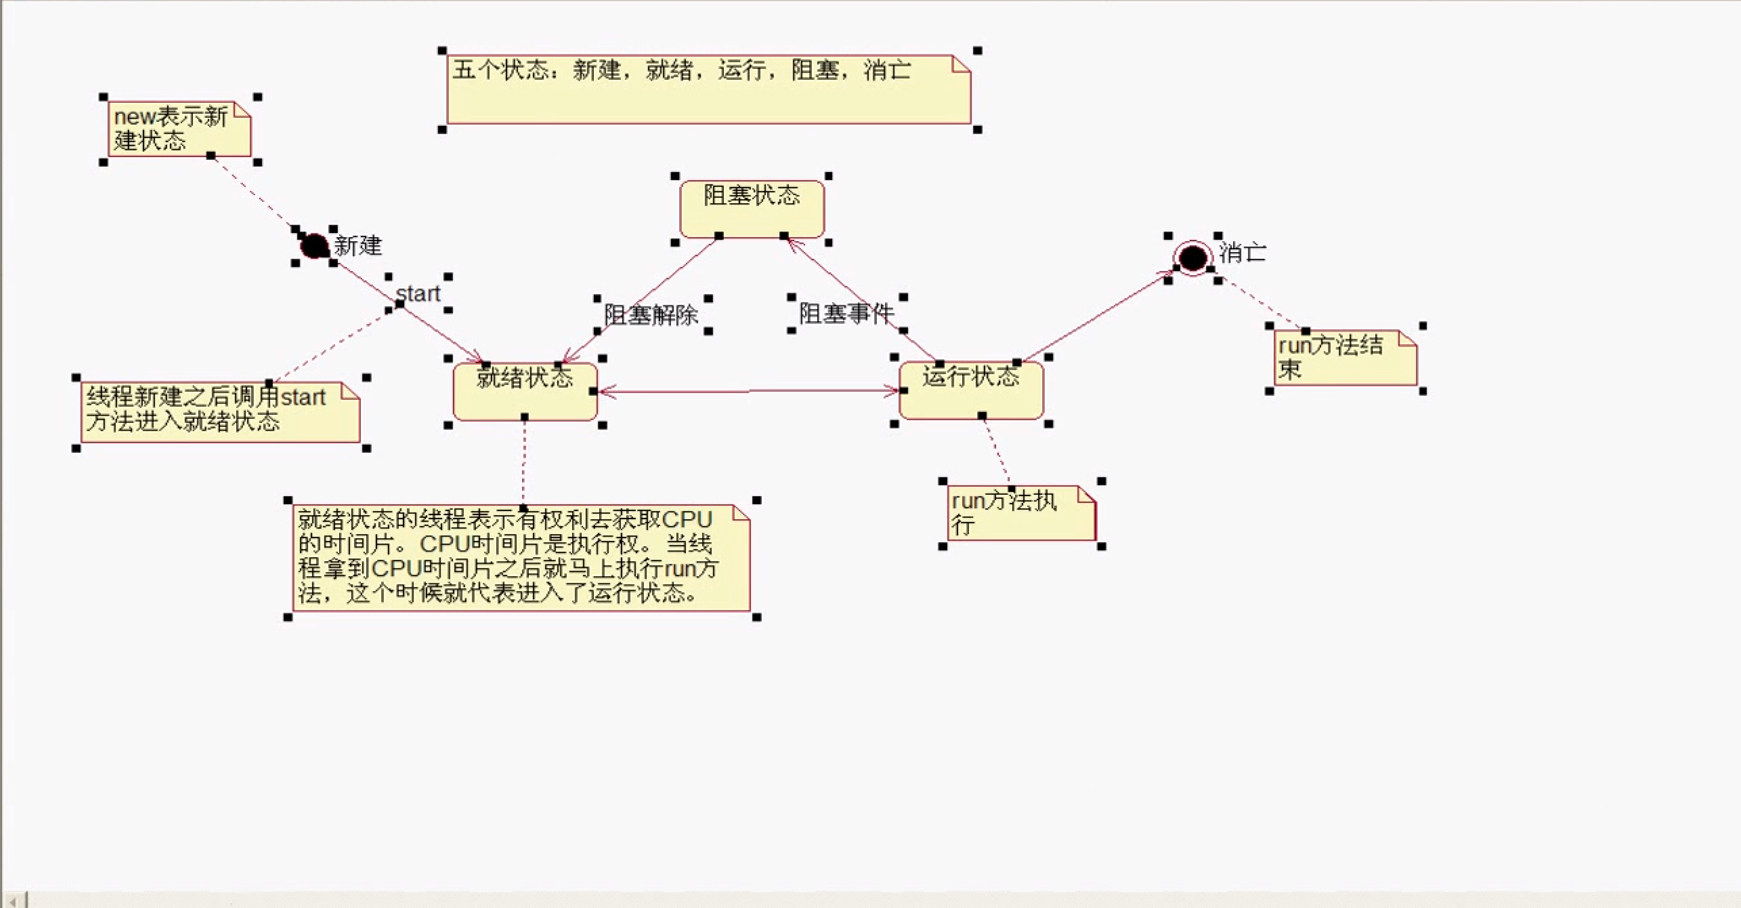 五个状态：新建，就绪，运行，阻塞，消亡
new表示新
建状态
阻塞状态
新建
消亡
start
阻塞解除
阻塞事件
run方法结
束
就绪状态
运行状态
线程新建之后调用start
方法进入就绪状态
run方法执
行
就绪状态的线程表示有权利去获取CPU
的时间片。CPU时间片是执行权。当线
程拿到CPU时间片之后就马上执行run方
法，这个时候就代表进入了运行状态。